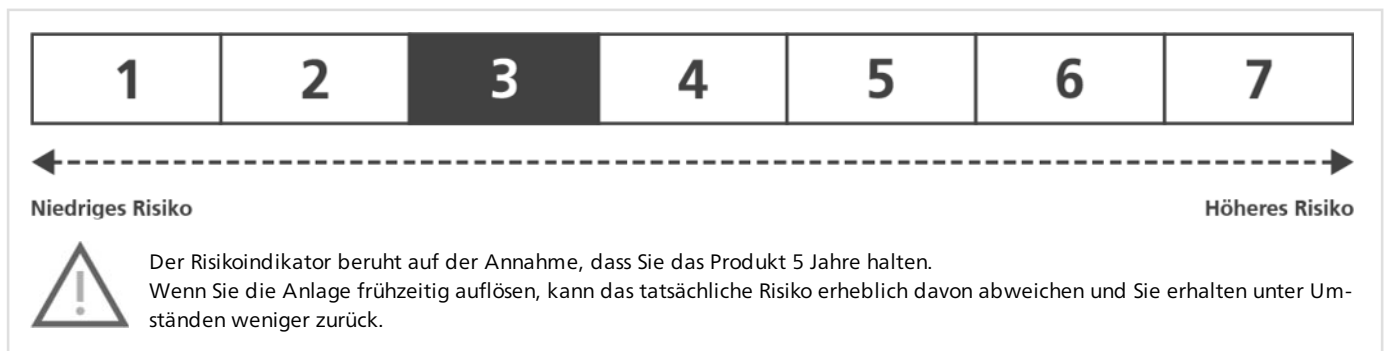 1 2 3 4 5 6 7
Niedriges Risiko Höheres Risiko
Der Risikoindikator beruht auf der Annahme, dass Sie das Produkt 5 Jahre halten.
Wenn Sie die Anlage frühzeitig auflösen, kann das tatsächliche Risiko erheblich davon abweichen und Sie erhalten unter Um-
ständen weniger zurück.